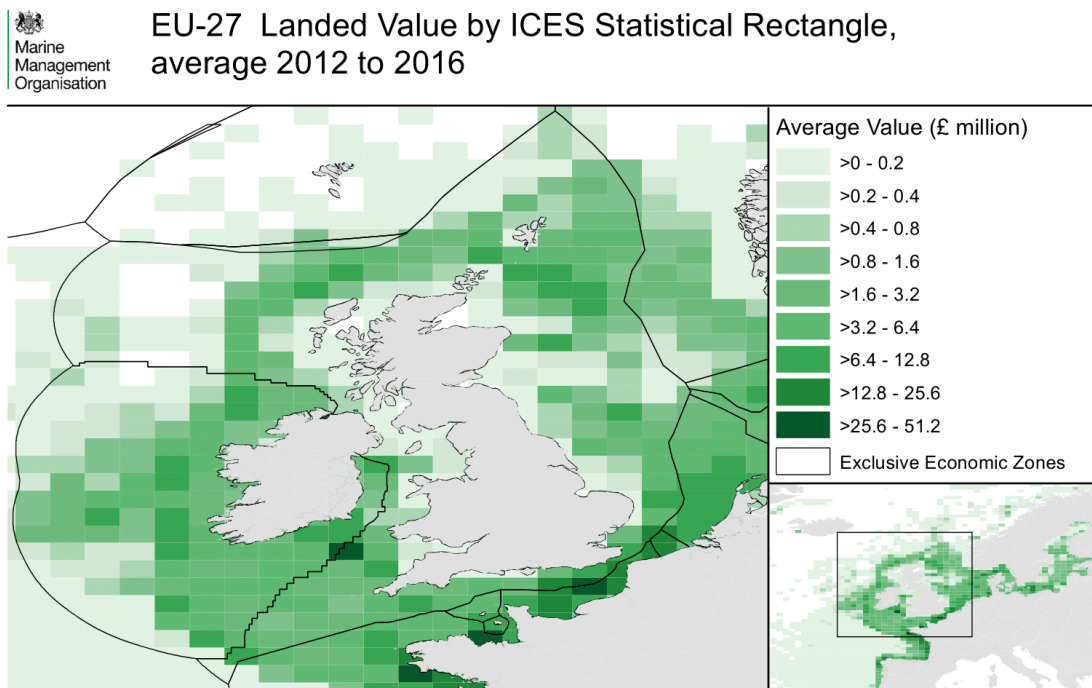 Marine
Management
Organisation
EU-27 Landed Value by ICES Statistical Rectangle,
average 2012 to 2016
Average Value (£ million)
>0 - 0.2
>0.2 - 0.4
>0.4 - 0.8
>0.8 - 1.6
>1.6 - 3.2
>3.2 - 6.4
>6.4 - 12.8
>12.8 - 25.6
>25.6 - 51.2
Exclusive Economic Zones